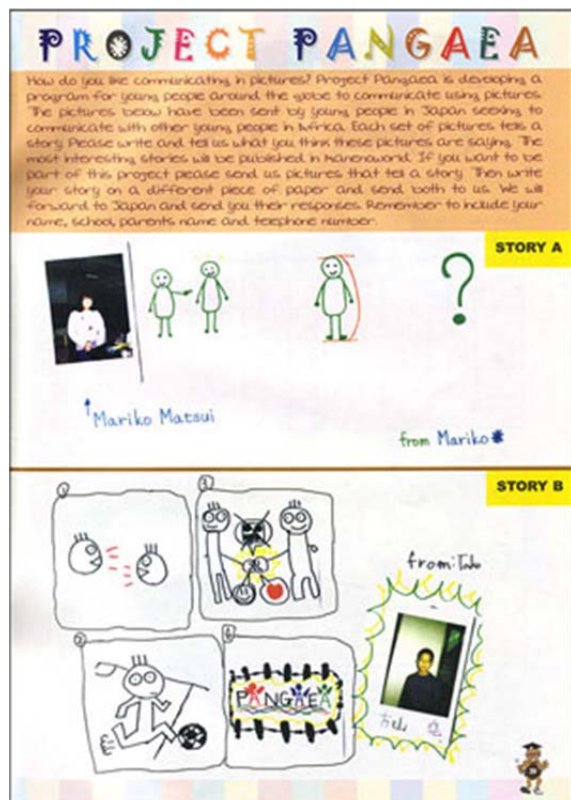 PROJECT PANGAEA
How do you like communicating in pictures? Project Pangaea is developing a
program for young people around the globe to communicate using pictures.
The pictures below have been sent by young people in Japan seeking to
communicate with other young people in Africa. Each set of pictures tells a
story. Please write and tell us what you think these pictures are saying. The
most interesting stories will be published in Manenoworld. If you want to be
part of this project please send us pictures that tell a story. Then write
your story on a different piece of paper and send both to us. We will
forward to Japan and send you their responses. Remember to include your
name, school, parents name and telephone number.
STORY A
?
Mariko Matsui
from Mariko
STORY B
from:
PANGAEA